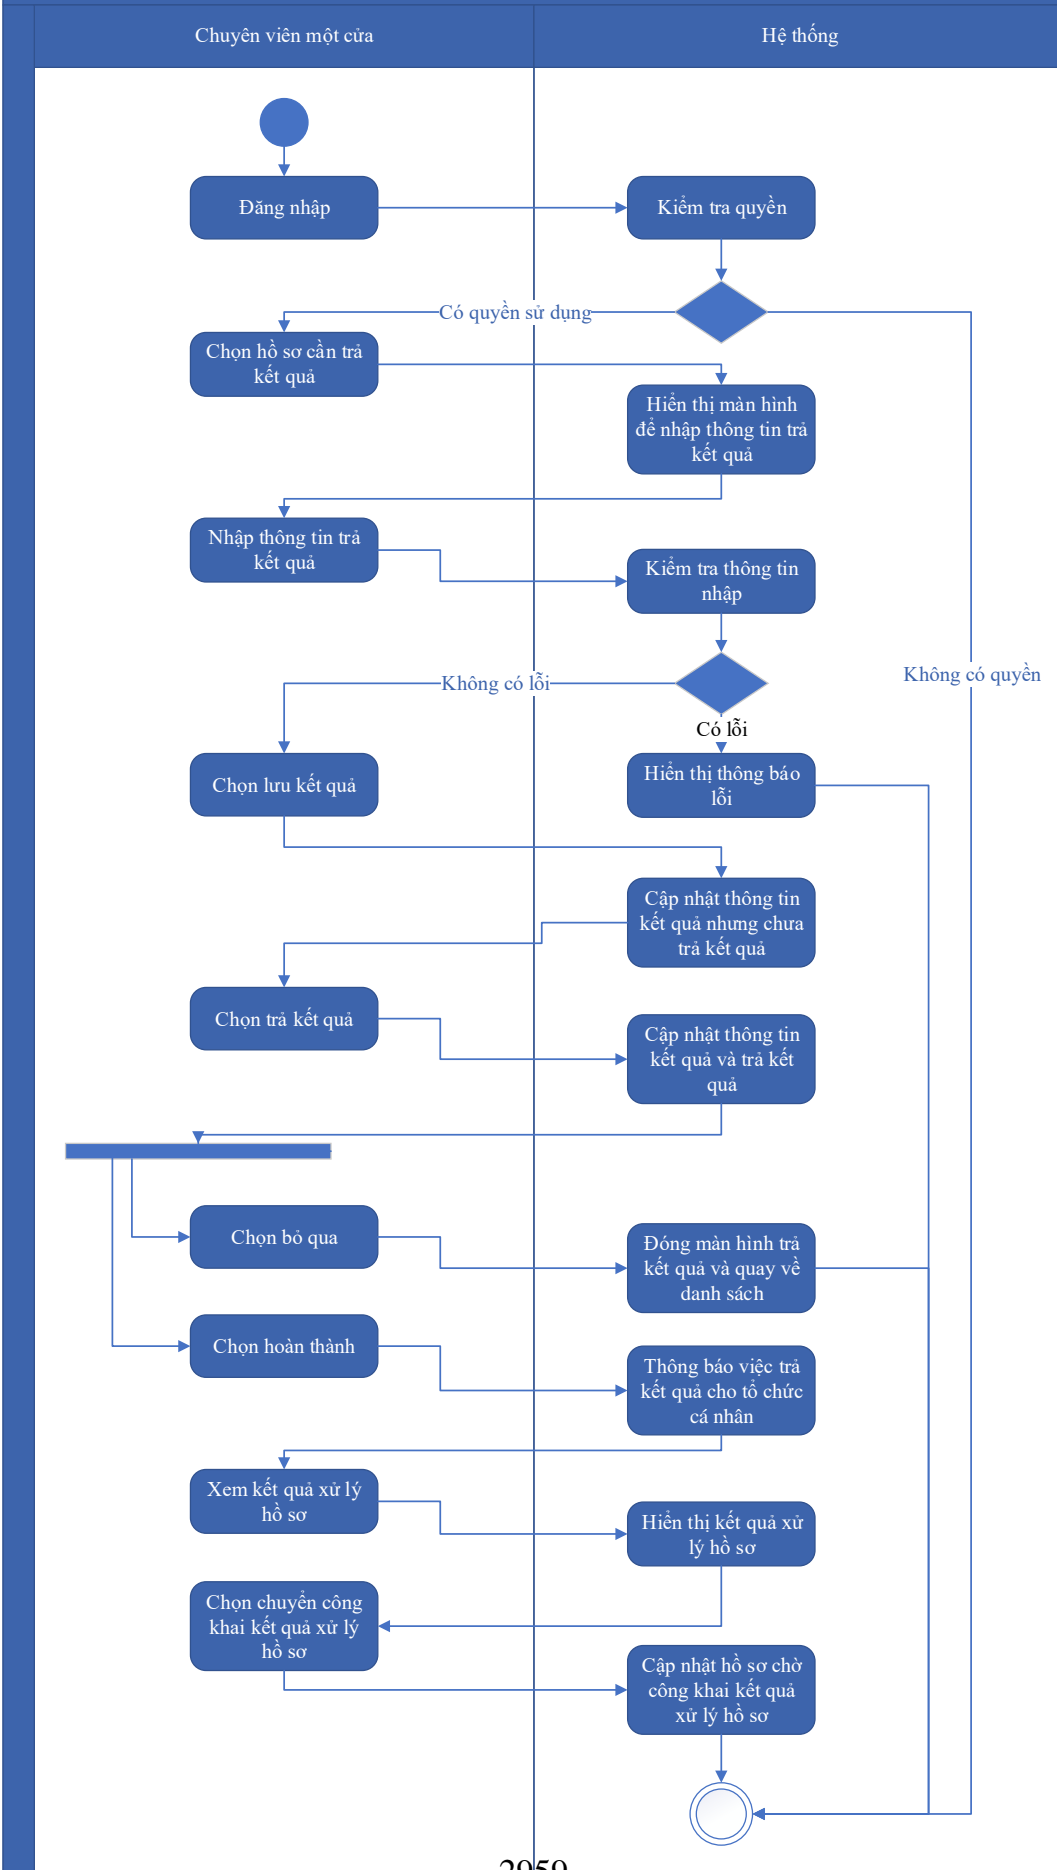 Chuyên viên một cửa
Hệ thống
Đăng nhập
Kiểm tra quyền
Có quyền sử dụng
Chọn hồ sơ cần trả
kết quả
Hiển thị màn hình
để nhập thông tin trả
kết quả
Nhập thông tin trả
kết quả
Kiểm tra thông tin
nhập
Không có quyền
Không có lỗi
Có lỗi
Chọn lưu kết quả
Hiển thị thông báo
lỗi
Cập nhật thông tin
kết quả nhưng chưa
trả kết quả
Chọn trả kết quả
Cập nhật thông tin
kết quả và trả kết
quả
Chọn bỏ qua
Đóng màn hình trả
kết quả và quay về
danh sách
Chọn hoàn thành
Thông báo việc trả
kết quả cho tổ chức
cá nhân
Xem kết quả xử lý
hồ sơ
Hiển thị kết quả xử
lý hồ sơ
Chọn chuyển công
khai kết quả xử lý
hồ sơ
Cập nhật hồ sơ chờ
công khai kết quả
xử lý hồ sơ
2959